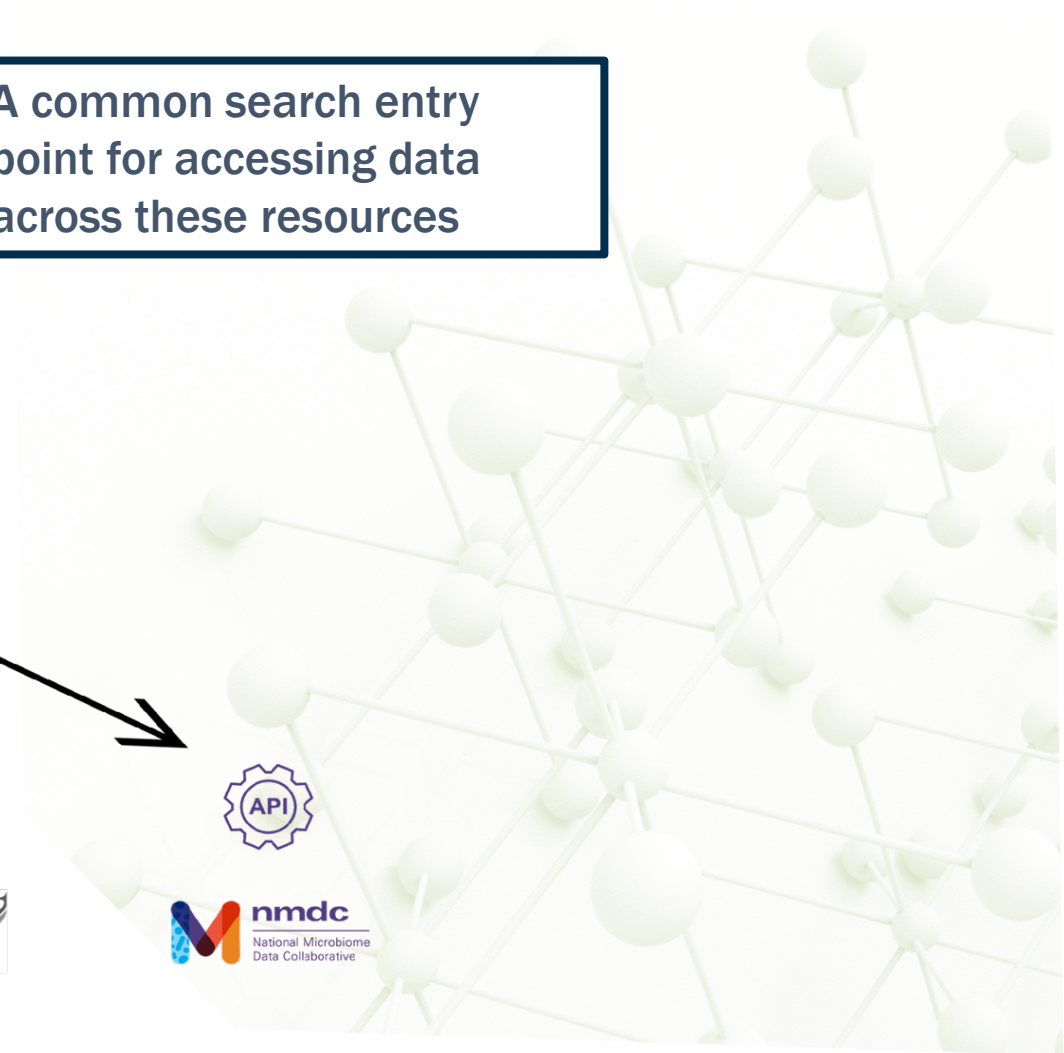 A common search entry
point for accessing data
across these resources
API
nmdc
National Microbiome
Data Collaborative